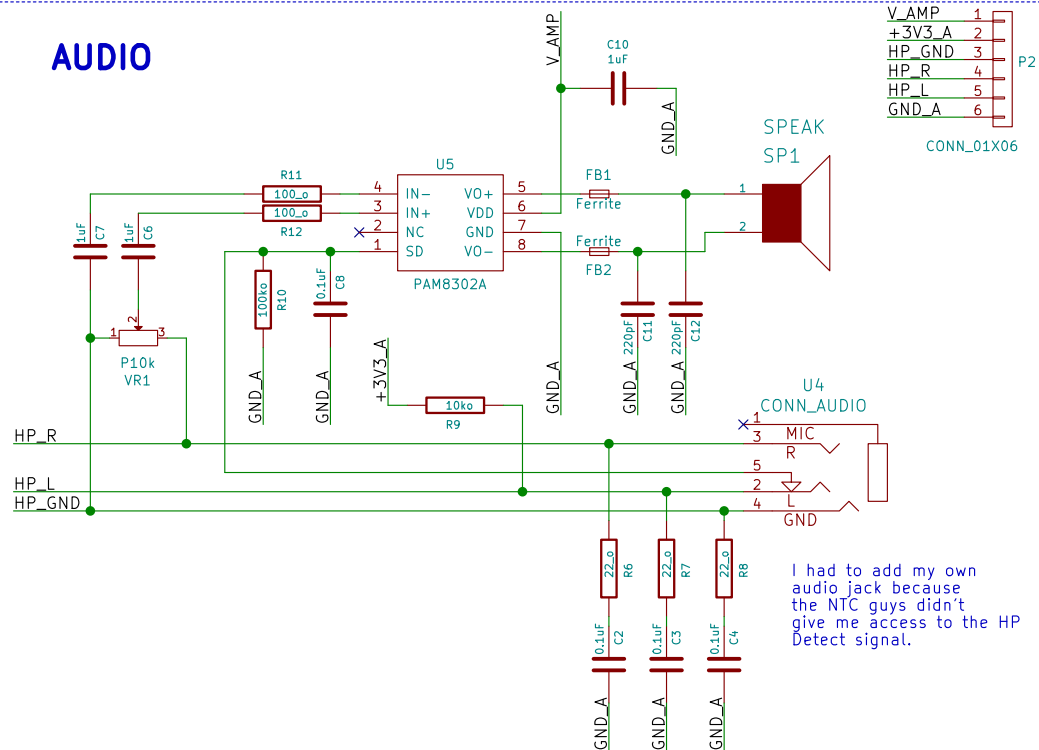 AUDIO
V_AMP
C10
1uF
GND_A
V_AMP 1
+3V3_A 2
HP_GND 3
HP_R 4
HP_L 5
GND_A 6
P2
CONN_01X06
SPEAK
SP1
1
2
U5
4 IN- VO+ 5
3 IN+ VDD 6
2 NC GND 7
1 SD VO- 8
PAM8302A
R11
100_o
100_o
R12
FB1
Ferrite
Ferrite
FB2
1uF C7
1uF C6
100ko R10
0.1uF C8
1 2 3
P10k
VR1
GND_A
GND_A
+3V3_A
10ko
R9
GND_A
220pF C11
220pF C12
GND_A
GND_A
U4
CONN_AUDIO
1
3 MIC
R
5
2
L
4
GND
HP_R
HP_L
HP_GND
22_o R6
22_o R7
22_o R8
0.1uF C2
0.1uF C3
0.1uF C4
GND_A
GND_A
GND_A
I had to add my own
audio jack because
the NTC guys didn't
give me access to the HP
Detect signal.